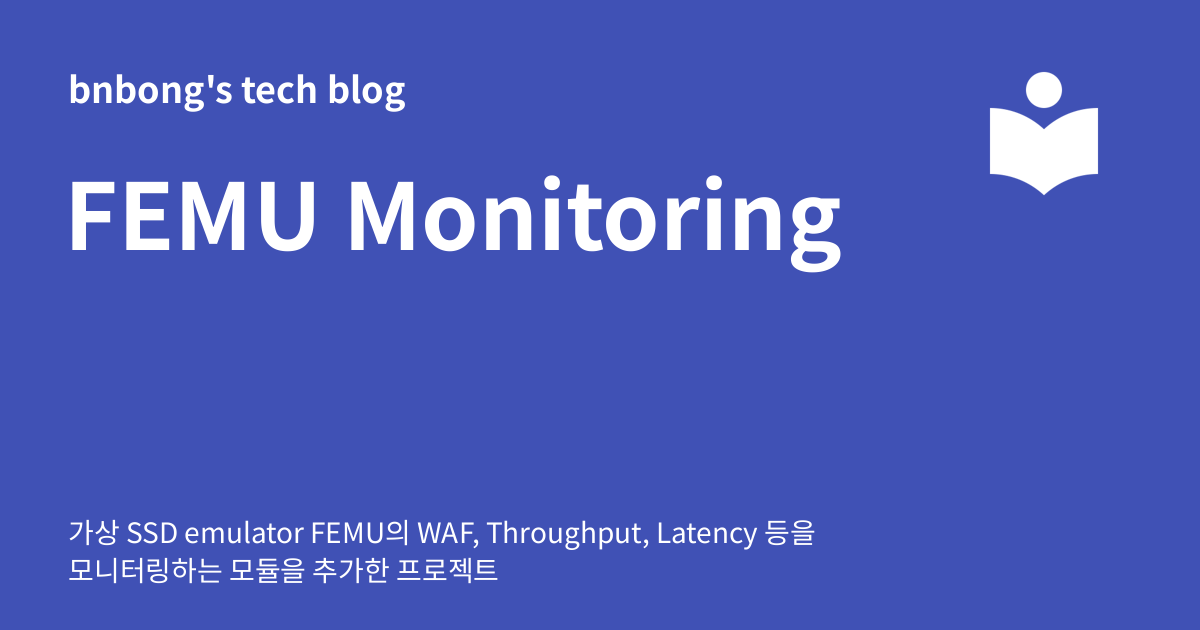 bnbong's tech blog
FEMU Monitoring
가상 SSD emulator FEMU의 WAF, Throughput, Latency 등을
모니터링하는 모듈을 추가한 프로젝트